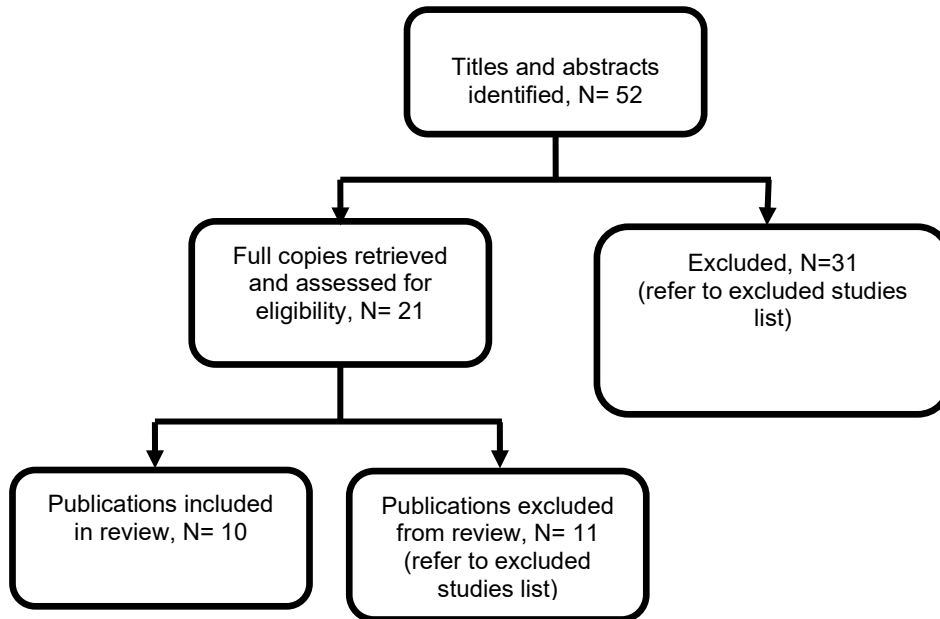 Titles and abstracts
identified, N= 52
Full copies retrieved
and assessed for
eligibility, N= 21
Excluded, N=31
(refer to excluded studies
list)
Publications included
in review, N= 10
Publications excluded
from review, N= 11
(refer to excluded
studies list)